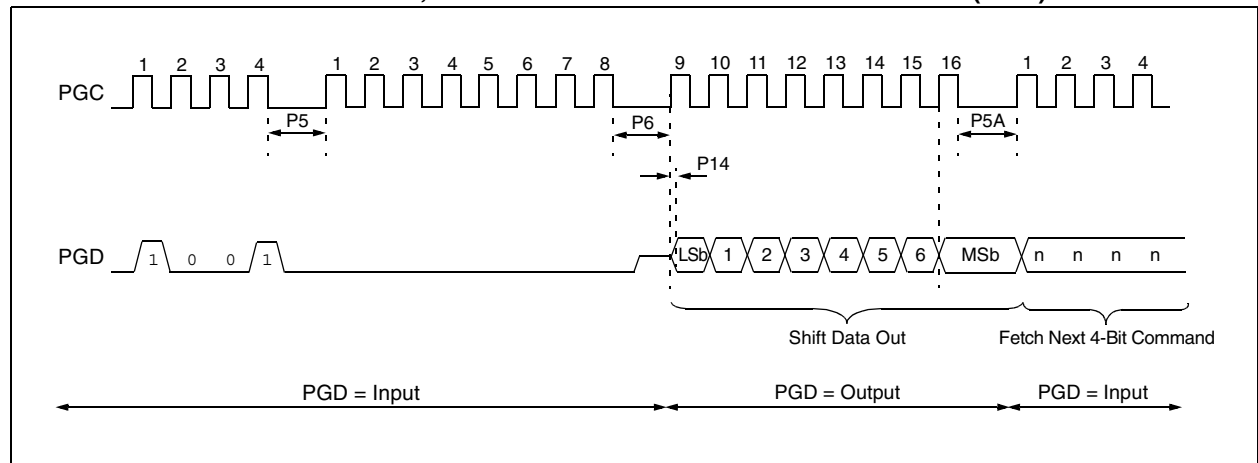 1 2 3 4 1 2 3 4 5 6 7 8 9 10 11 12 13 14 15 16 1 2 3 4
PGC
P5 P6 P5A
P14
PGD 1 0 0 1 LSb 1 2 3 4 5 6 MSb n n n n
Shift Data Out Fetch Next 4-Bit Command
PGD = Input PGD = Output PGD = Input